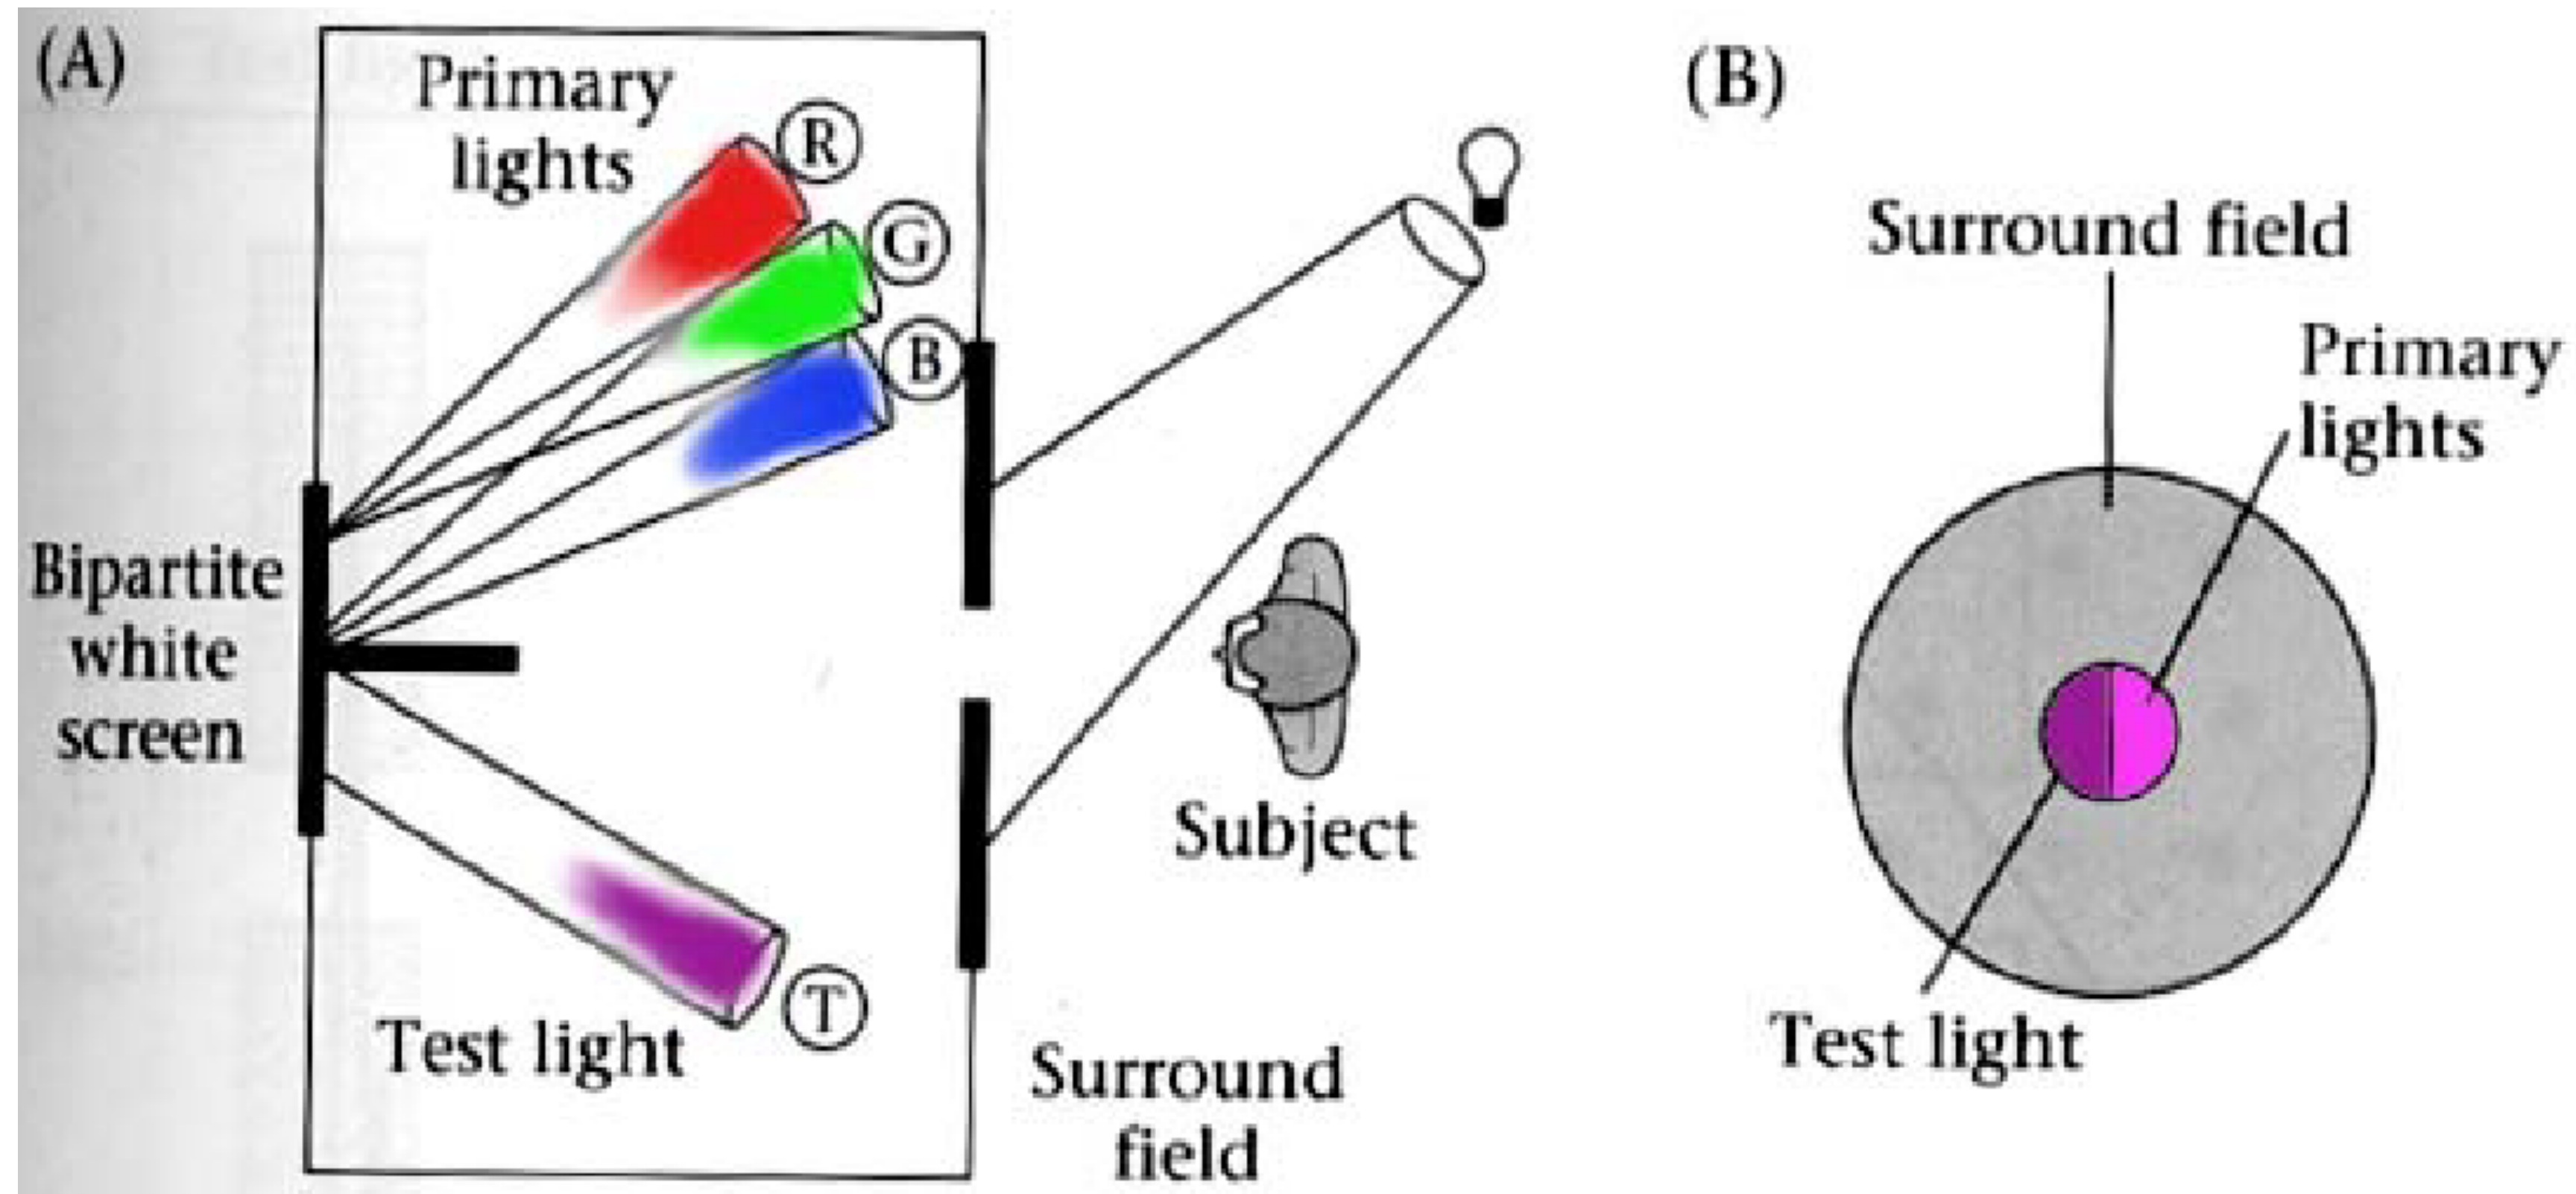 (A)
Primary
lights
R
G
B
Bipartite
white
screen
Test light
T
Subject
Surround
field
(B)
Surround field
Primary
lights
Test light